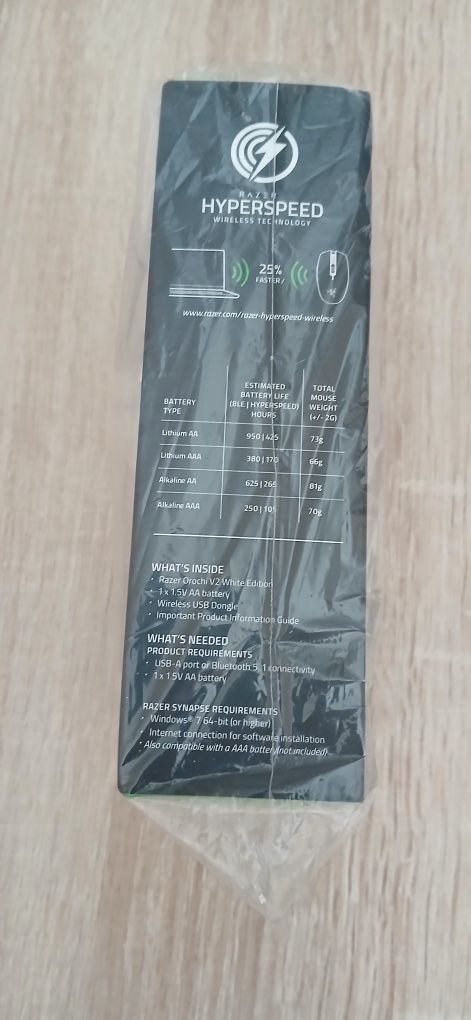 RAZER
HYPERSPEED
WIRELESS TECHNOLOGY
25%
FASTER/
www.razer.com/razer-hyperspeed-wireless
BATTERY TYPE | ESTIMATED BATTERY LIFE (BLE | HYPERSPEED) HOURS | TOTAL MOUSE WEIGHT (+/- 2G)
Lithium AA 950 | 425 73g
Lithium AAA 380 | 170 66g
Alkaline AA 625 | 265 81g
Alkaline AAA 250 | 105 70g
WHAT'S INSIDE
· Razer Orochi V2 White Edition
· 1 x 1.5V AA battery
· Wireless USB Dongle
· Important Product Information Guide
WHAT'S NEEDED
PRODUCT REQUIREMENTS
· USB-A port or Bluetooth 5.1 connectivity
· 1 x 1.5V AA battery
RAZER SYNAPSE REQUIREMENTS
· Windows® 7 64-bit (or higher)
· Internet connection for software installation
· Also compatible with a AAA battery (not included)